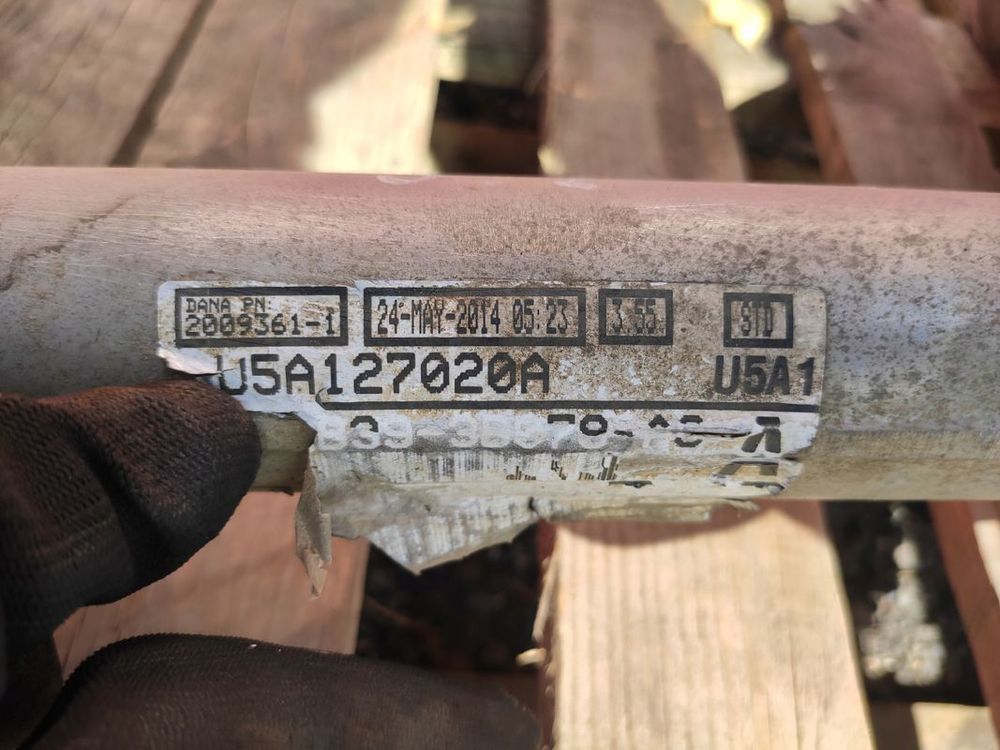 DANA PN:
2009361-1
24-MAY-2014 05:23
3.55
STD
U5A127020A
U5A1